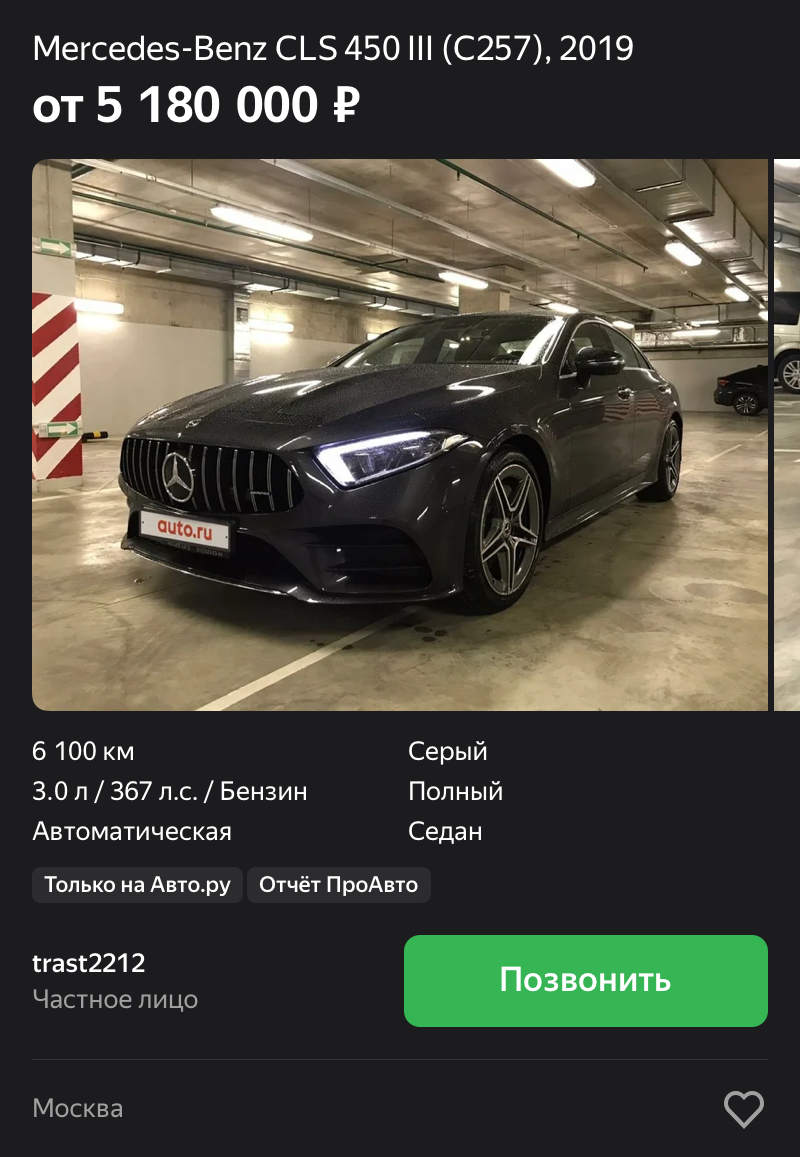 Mercedes-Benz CLS 450 III (C257), 2019
от 5 180 000 ₽
auto.ru
6 100 км
Серый
3.0 л / 367 л.с. / Бензин
Полный
Автоматическая
Седан
Только на Авто.ру
Отчёт ПроАвто
trast2212
Частное лицо
Позвонить
Москва